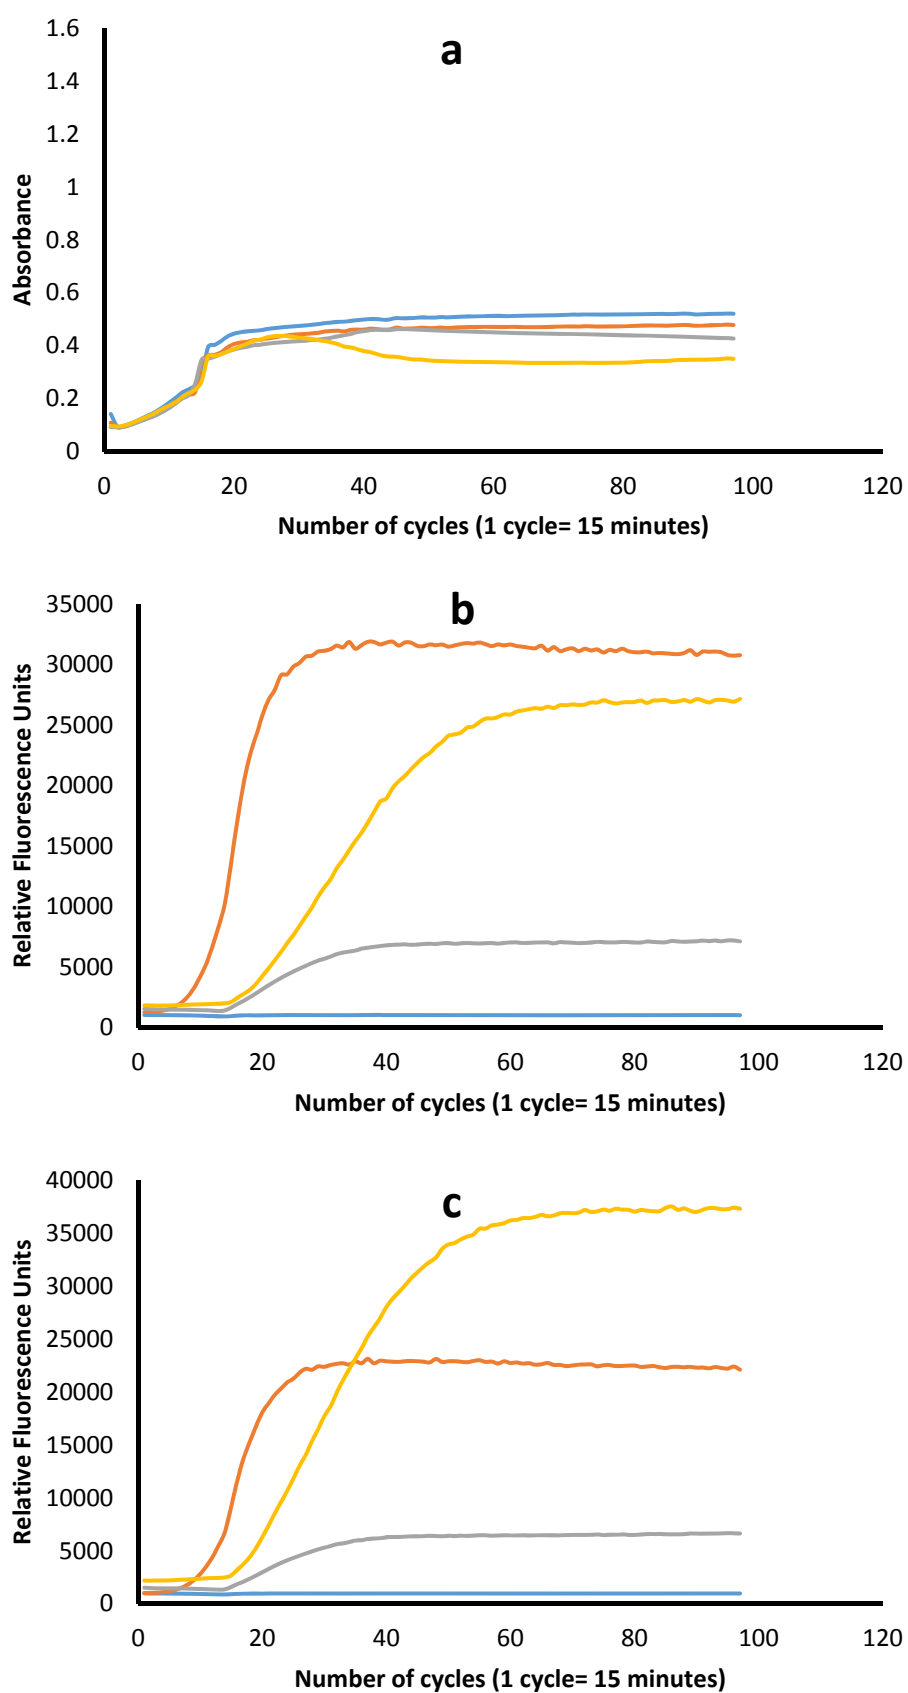 a
1.6
1.4
1.2
1
0.8
0.6
0.4
0.2
0
Absorbance
0 20 40 60 80 100 120
Number of cycles (1 cycle= 15 minutes)
b
35000
30000
25000
20000
15000
10000
5000
0
Relative Fluorescence Units
0 20 40 60 80 100 120
Number of cycles (1 cycle= 15 minutes)
c
40000
35000
30000
25000
20000
15000
10000
5000
0
Relative Fluorescence Units
0 20 40 60 80 100 120
Number of cycles (1 cycle= 15 minutes)